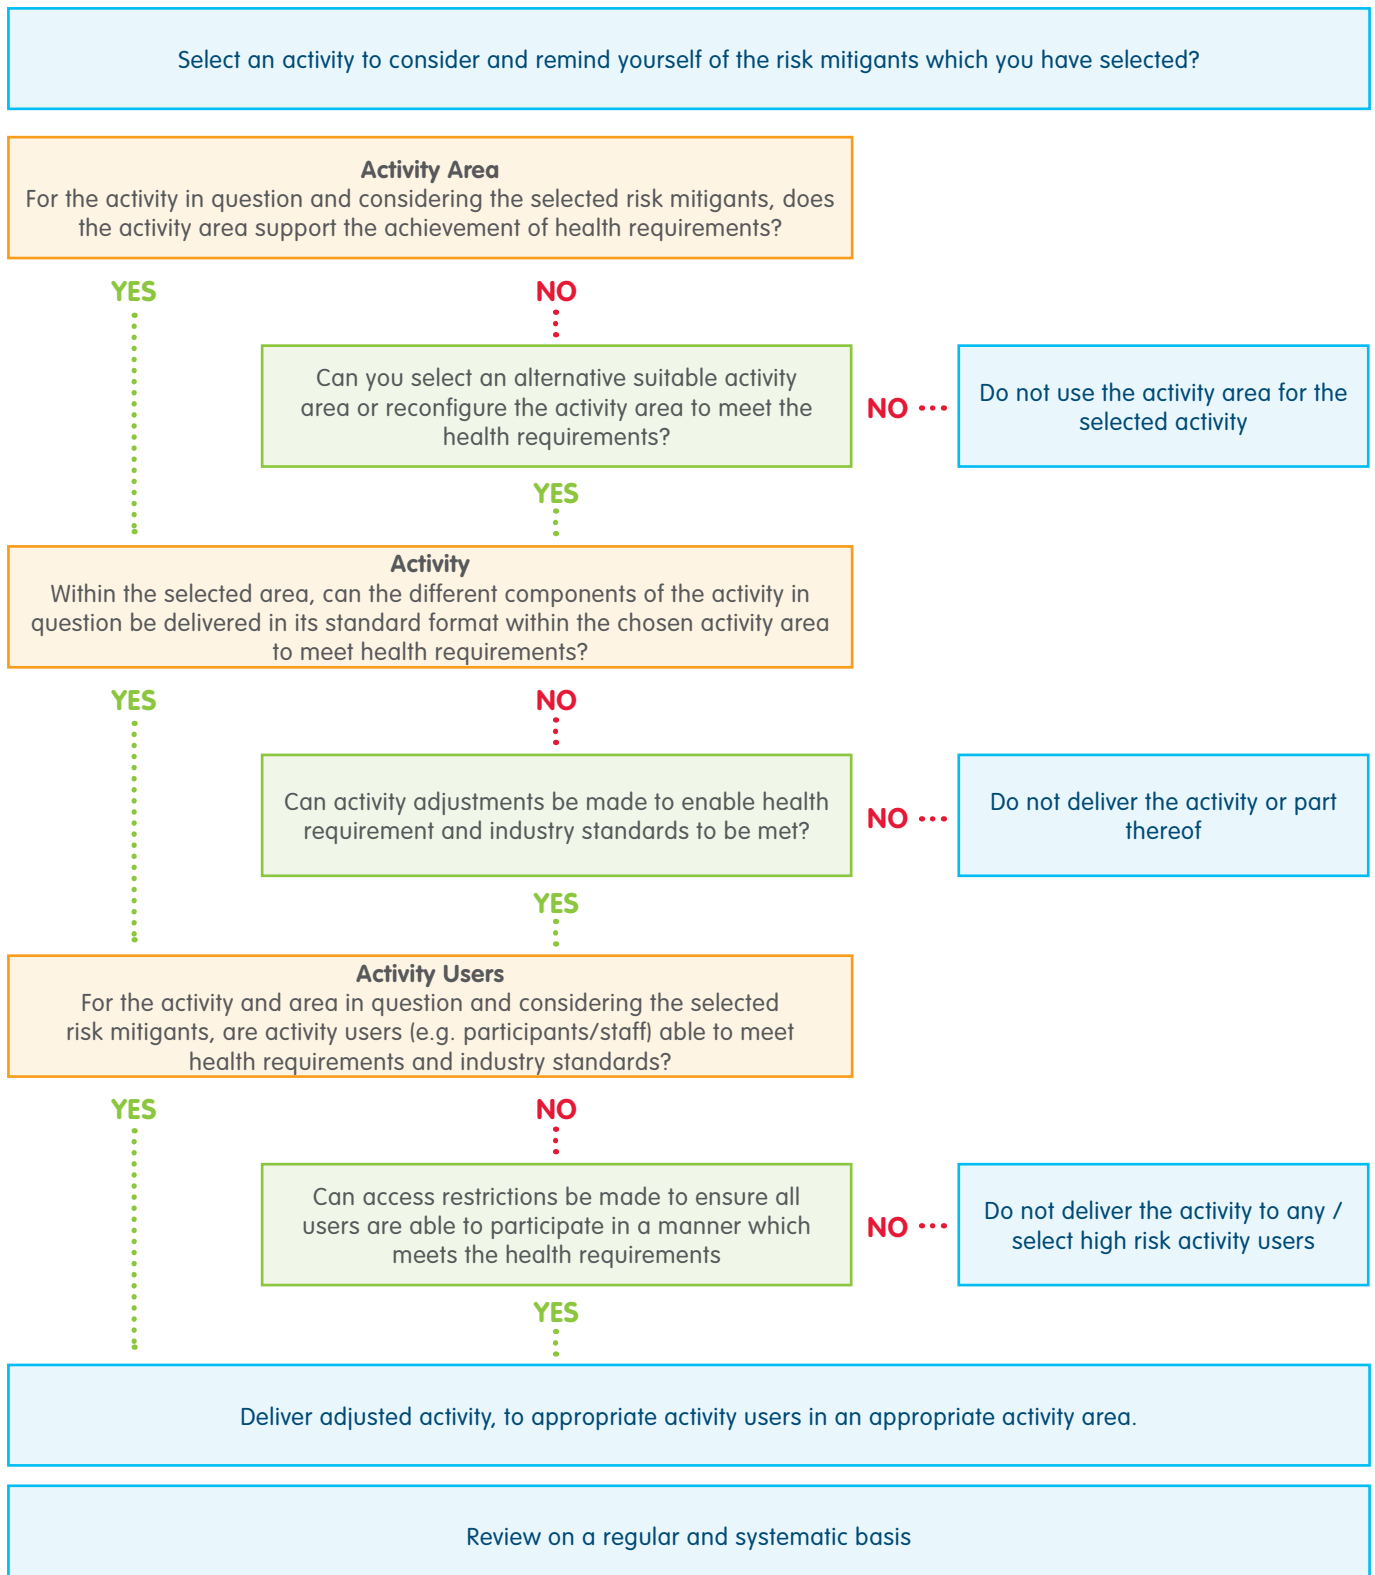 Select an activity to consider and remind yourself of the risk mitigants which you have selected?
Activity Area
For the activity in question and considering the selected risk mitigants, does
the activity area support the achievement of health requirements?
YES
NO
Can you select an alternative suitable activity
area or reconfigure the activity area to meet the
health requirements?
NO
Do not use the activity area for the
selected activity
YES
Activity
Within the selected area, can the different components of the activity in
question be delivered in its standard format within the chosen activity area
to meet health requirements?
YES
NO
Can activity adjustments be made to enable health
requirement and industry standards to be met?
NO
Do not deliver the activity or part
thereof
YES
Activity Users
For the activity and area in question and considering the selected
risk mitigants, are activity users (e.g. participants/staff) able to meet
health requirements and industry standards?
YES
NO
Can access restrictions be made to ensure all
users are able to participate in a manner which
meets the health requirements
NO
Do not deliver the activity to any /
select high risk activity users
YES
Deliver adjusted activity, to appropriate activity users in an appropriate activity area.
Review on a regular and systematic basis